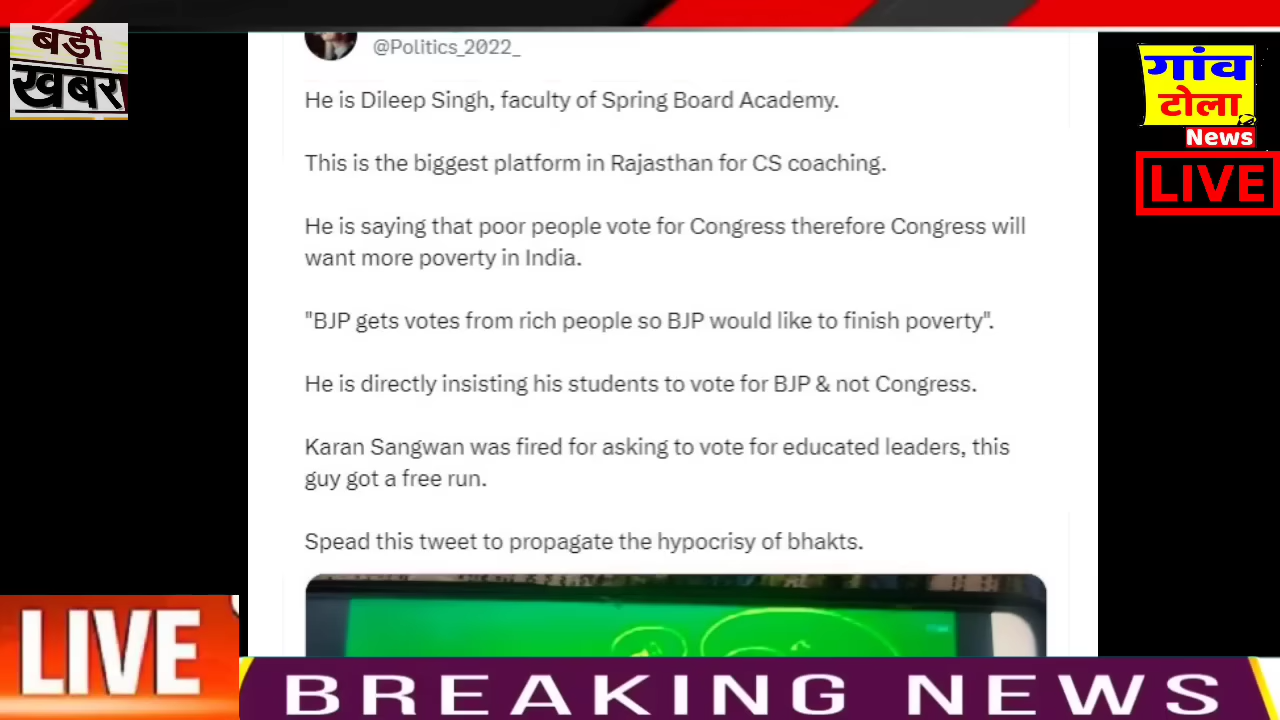 बड़ी
खबर
@Politics_2022_
गांव
टोला
News
LIVE
He is Dileep Singh, faculty of Spring Board Academy.
This is the biggest platform in Rajasthan for CS coaching.
He is saying that poor people vote for Congress therefore Congress will
want more poverty in India.
"BJP gets votes from rich people so BJP would like to finish poverty".
He is directly insisting his students to vote for BJP & not Congress.
Karan Sangwan was fired for asking to vote for educated leaders, this
guy got a free run.
Spead this tweet to propagate the hypocrisy of bhakts.
LIVE
BREAKING NEWS